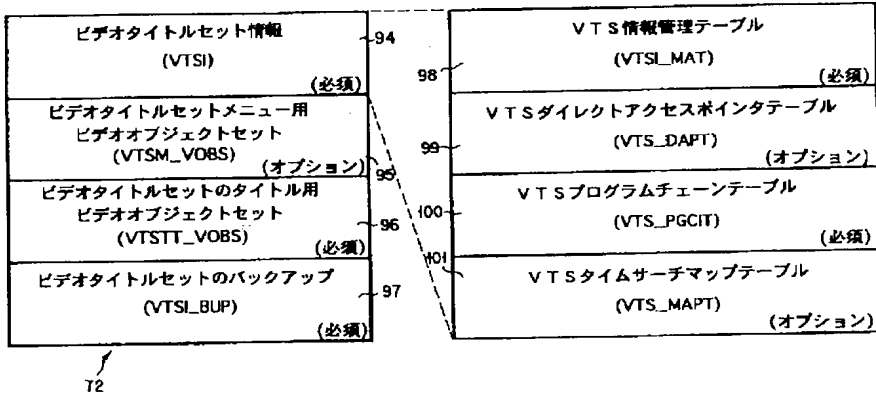 ビデオタイトルセット情報
(VTSI)
(必須)
94
ビデオタイトルセットメニュー用
ビデオオブジェクトセット
(VTSM_VOBS)
(オプション)
95
ビデオタイトルセットのタイトル用
ビデオオブジェクトセット
(VTSTT_VOBS)
(必須)
96
ビデオタイトルセットのバックアップ
(VTSI_BUP)
(必須)
97
72
VTS情報管理テーブル
(VTSI_MAT)
(必須)
98
VTSダイレクトアクセスポインタテーブル
(VTS_DAPT)
(オプション)
99
VTSプログラムチェーンテーブル
(VTS_PGCIT)
(必須)
100
VTSタイムサーチマップテーブル
(VTS_MAPT)
(オプション)
101